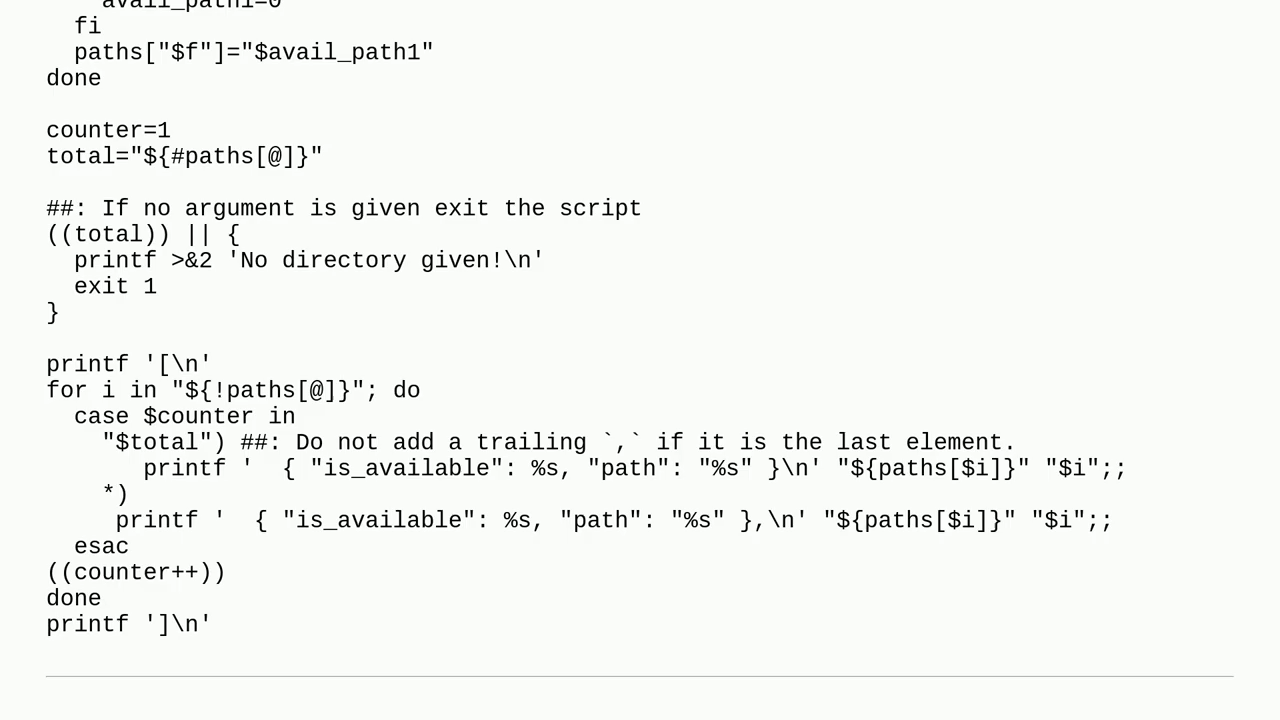 avail_path1=0
  fi
  paths["$f"]="$avail_path1"
done

counter=1
total="${#paths[@]}"

##: If no argument is given exit the script
((total)) || {
  printf >&2 'No directory given!\n'
  exit 1
}

printf '[\n'
for i in "${!paths[@]}"; do
  case $counter in
    "$total") ##: Do not add a trailing `,` if it is the last element.
       printf '  { "is_available": %s, "path": "%s" }\n' "${paths[$i]}" "$i";;
    *)
     printf '  { "is_available": %s, "path": "%s" },\n' "${paths[$i]}" "$i";;
  esac
((counter++))
done
printf ']\n'